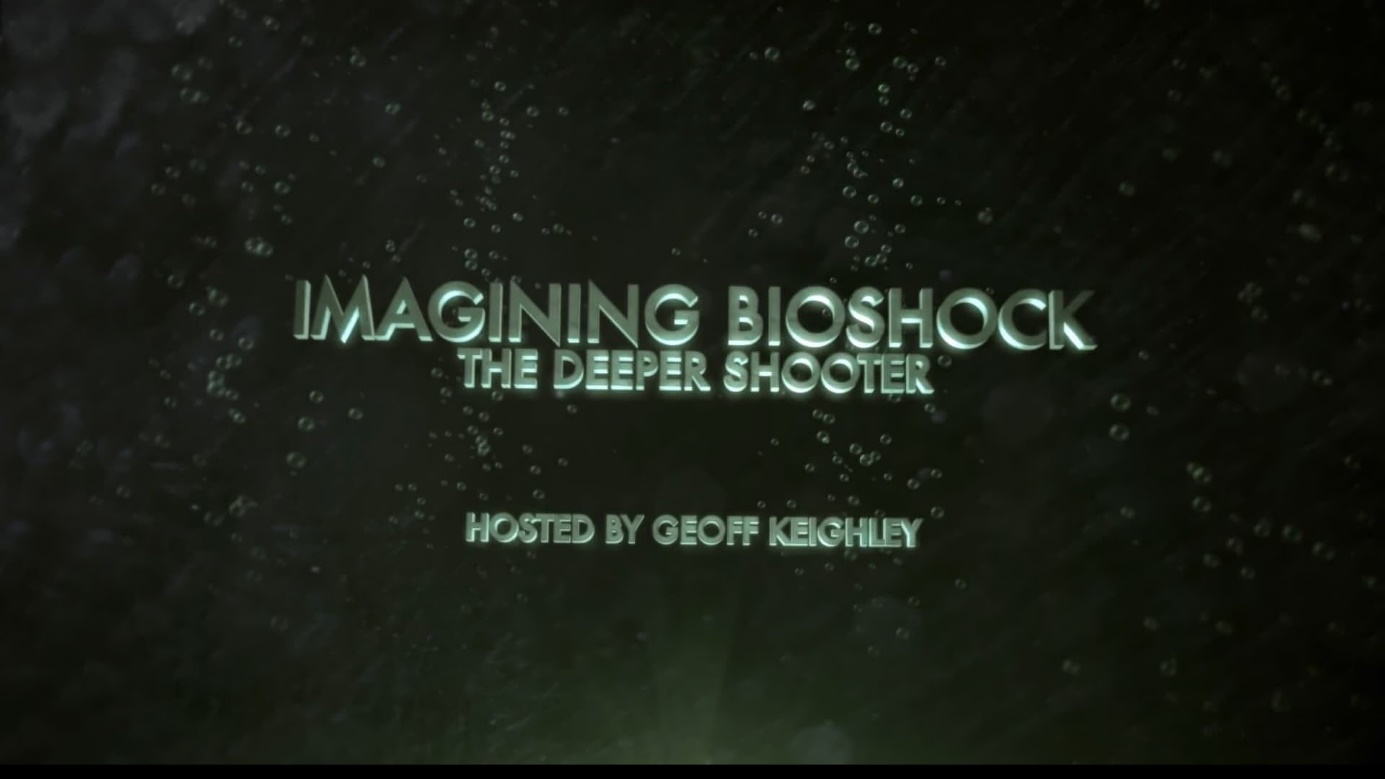 IMAGINING BIOSHOCK
THE DEEPER SHOOTER
HOSTED BY GEOFF KEIGHLEY